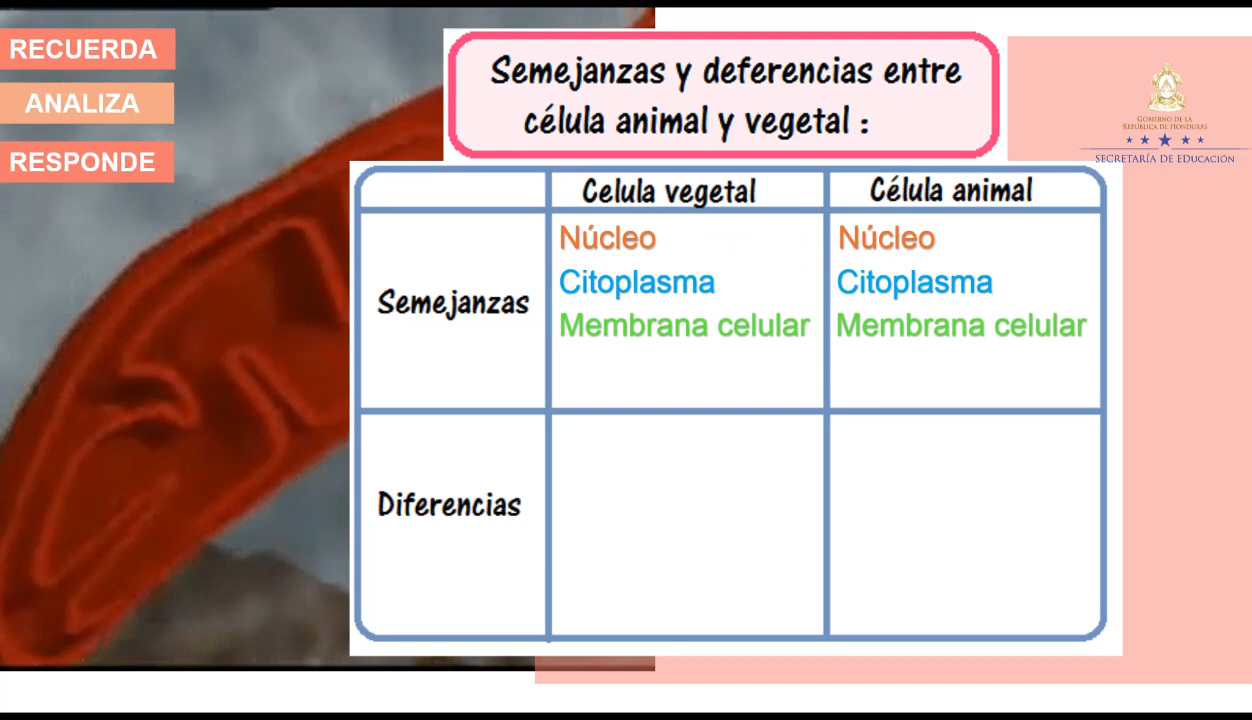 RECUERDA
ANALIZA
RESPONDE
Semejanzas y deferencias entre
célula animal y vegetal :
GOBIERNO DE LA
REPÚBLICA DE HONDURAS
SECRETARÍA DE EDUCACIÓN
Celula vegetal
Célula animal
Semejanzas
Núcleo
Citoplasma
Membrana celular
Núcleo
Citoplasma
Membrana celular
Diferencias